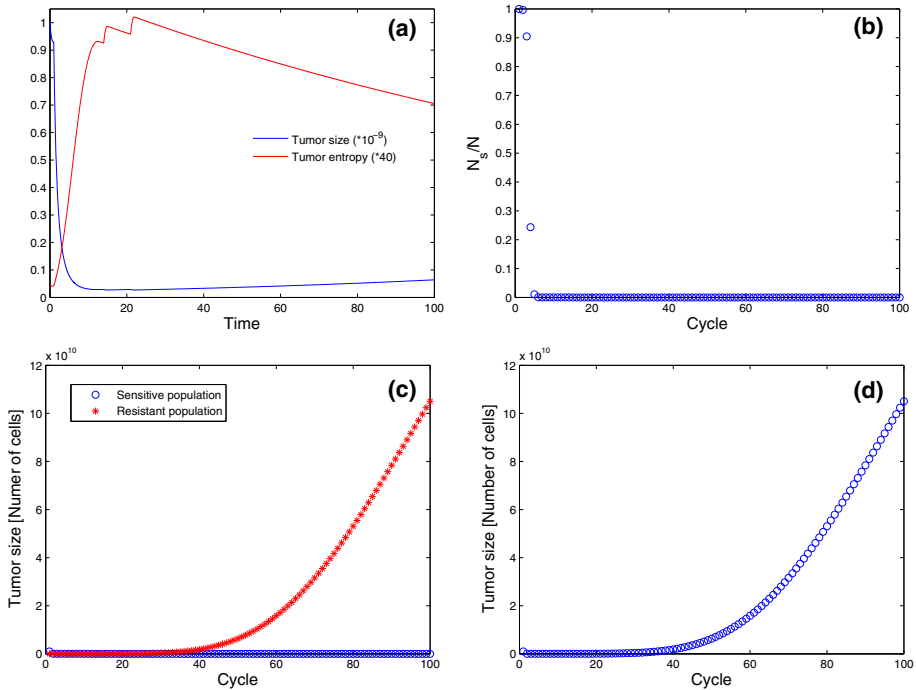 (a)
1
0.9
0.8
0.7
0.6
0.5
0.4
0.3
0.2
0.1
0
0 20 40 60 80 100
Time
Tumor size (*10⁻⁹)
Tumor entropy (*40)
(b)
1
0.9
0.8
0.7
0.6
0.5
0.4
0.3
0.2
0.1
0
0 20 40 60 80 100
Cycle
N_s/N
(c)
x 10¹⁰
12
10
8
6
4
2
0
0 20 40 60 80 100
Cycle
Tumor size [Numer of cells]
Sensitive population
Resistant population
(d)
x 10¹⁰
12
10
8
6
4
2
0
0 20 40 60 80 100
Cycle
Tumor size [Number of cells]